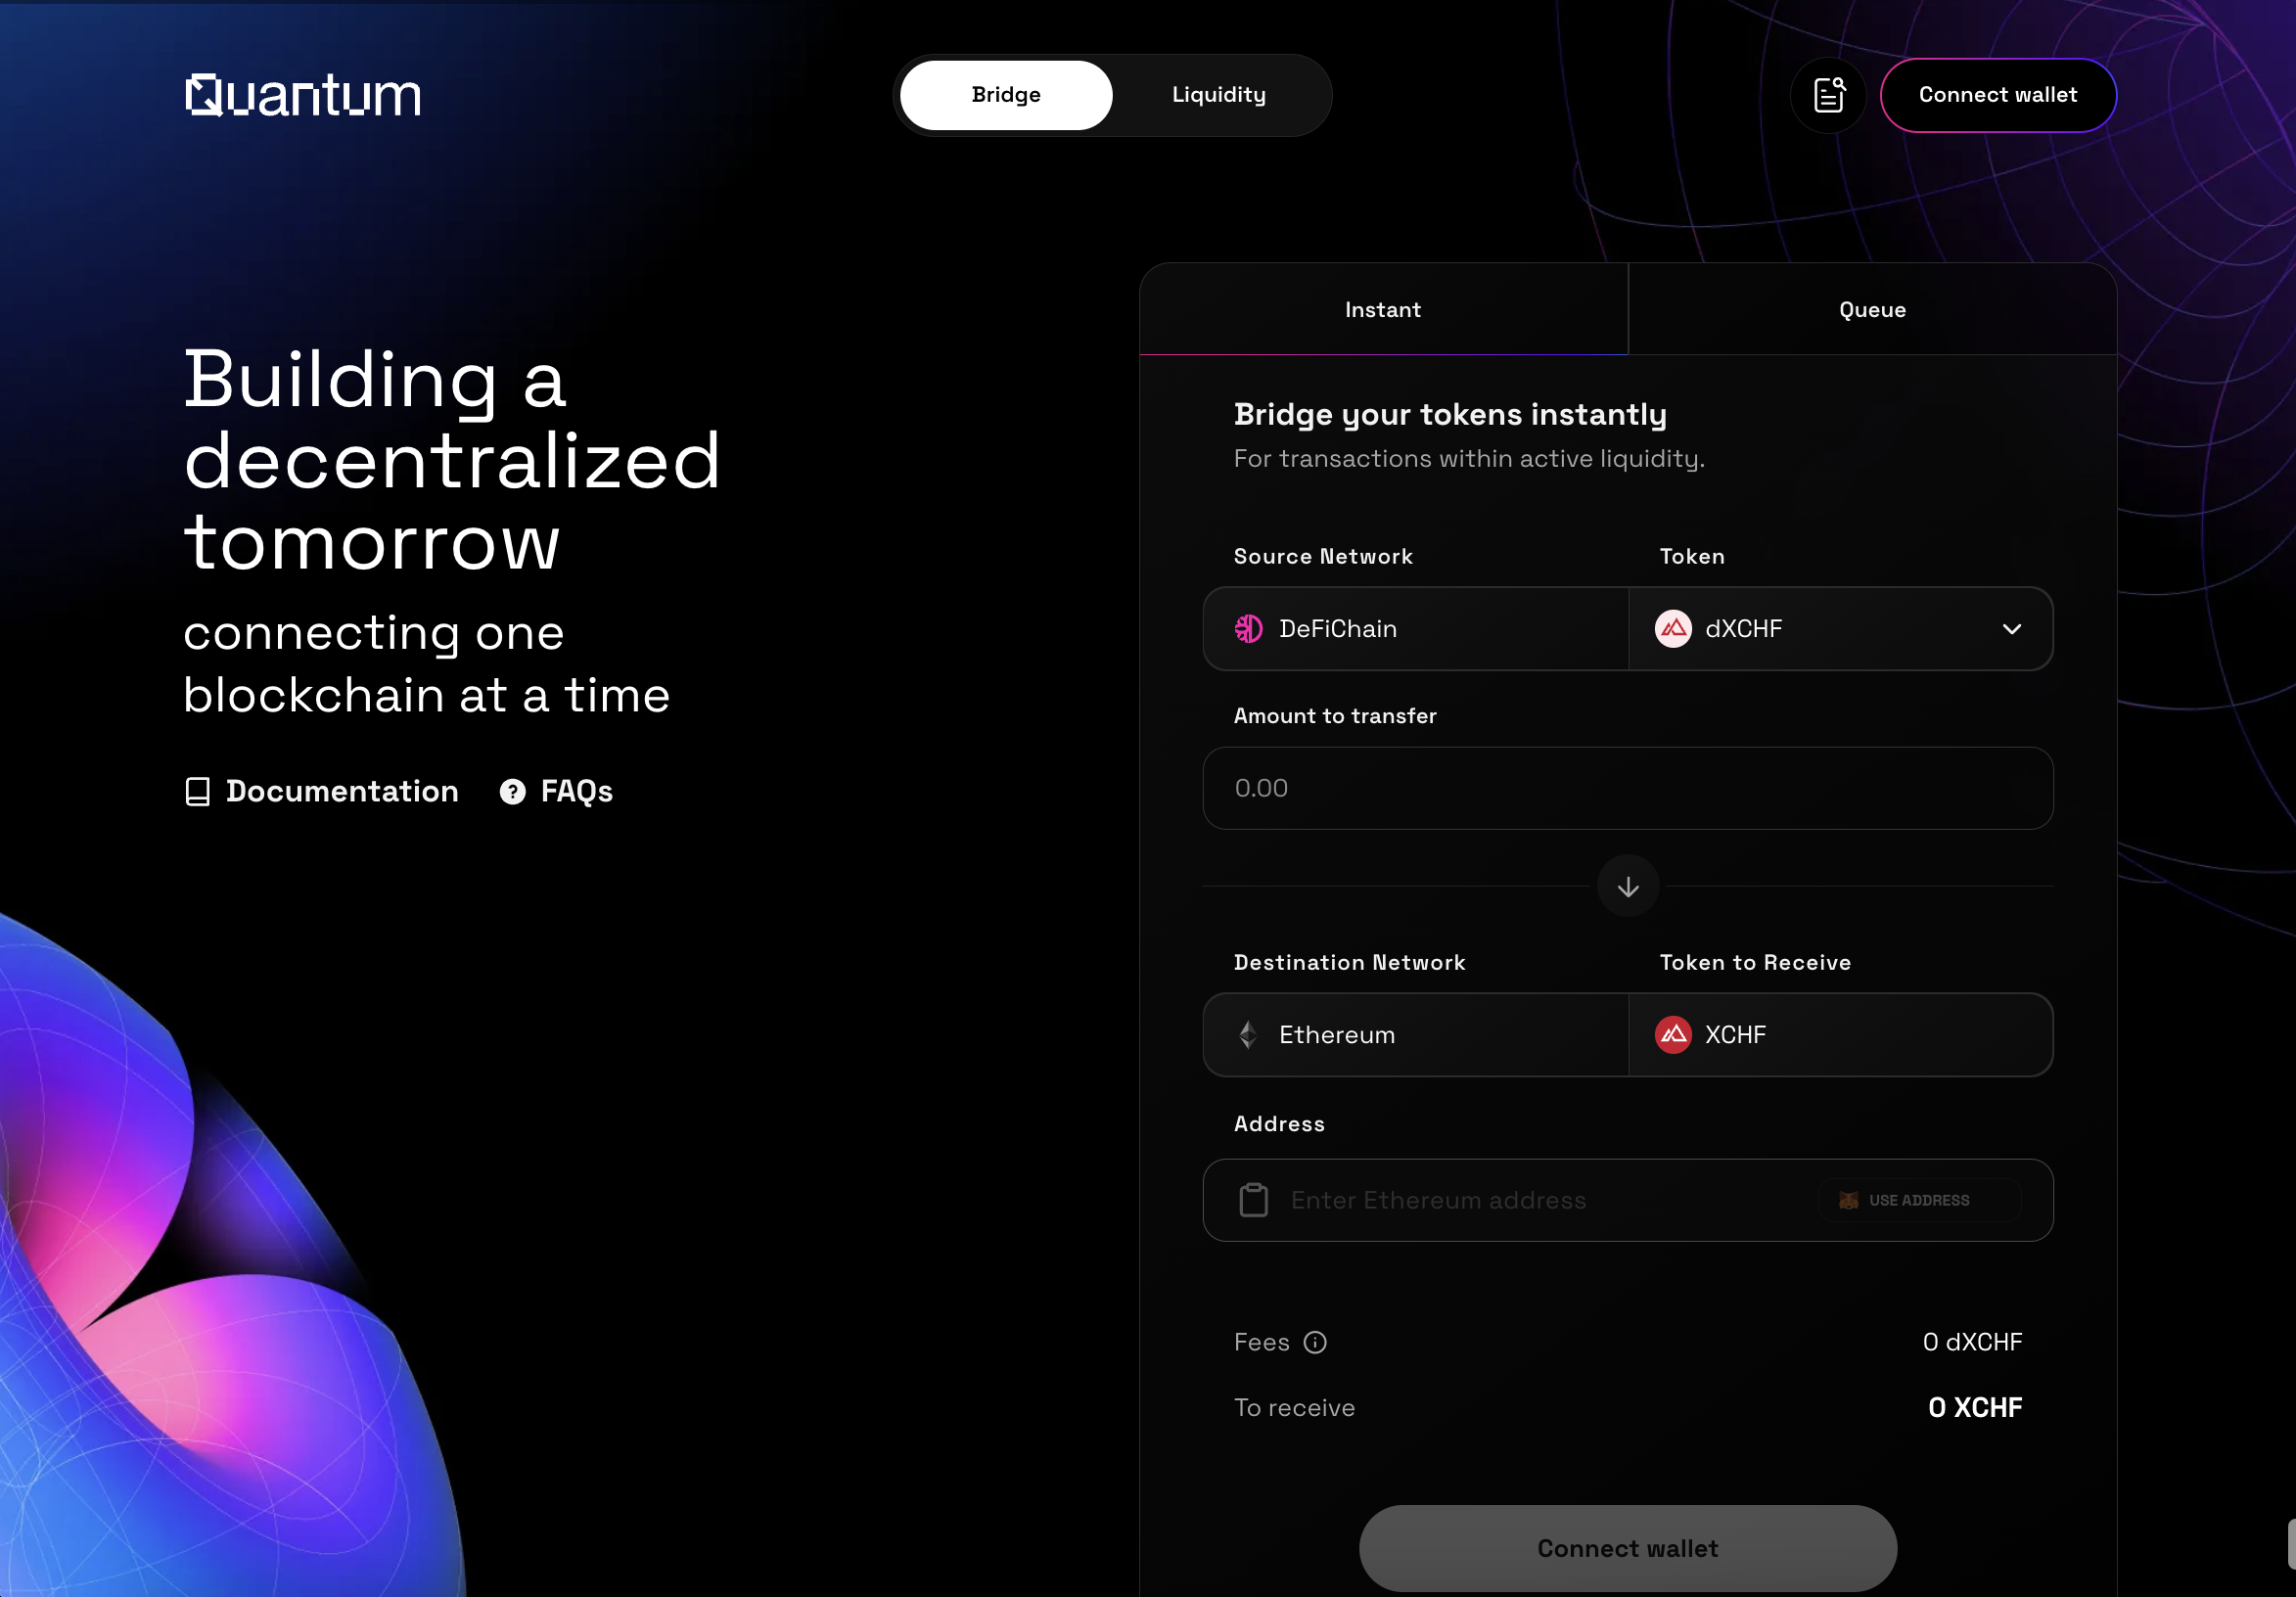 Quantum
Bridge
Liquidity
Connect wallet
Building a
decentralized
tomorrow
connecting one
blockchain at a time
Documentation
FAQs
Instant
Queue
Bridge your tokens instantly
For transactions within active liquidity.
Source Network
Token
DeFiChain
dXCHF
Amount to transfer
0.00
Destination Network
Token to Receive
Ethereum
XCHF
Address
Enter Ethereum address
USE ADDRESS
Fees
0 dXCHF
To receive
0 XCHF
Connect wallet